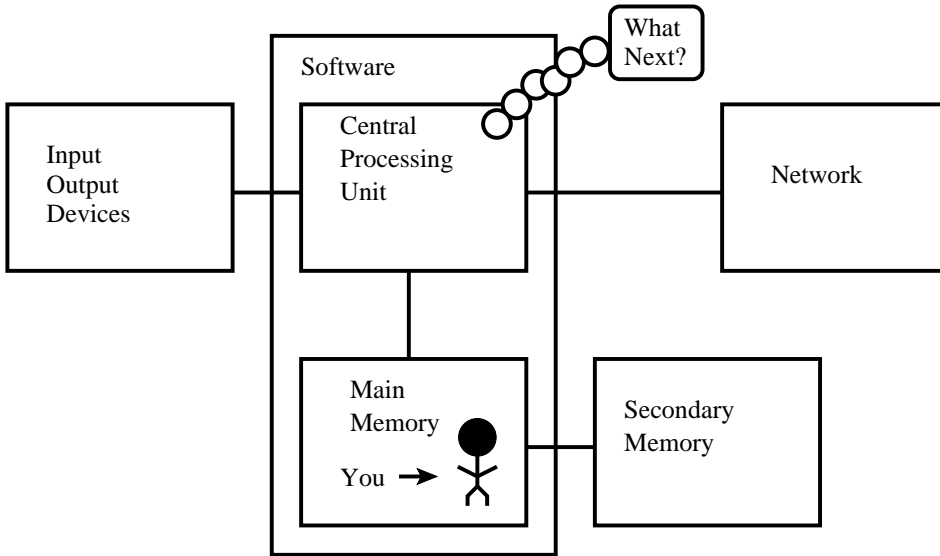 What
Next?
Software
Input
Output
Devices
Central
Processing
Unit
Network
Main
Memory
You
Secondary
Memory